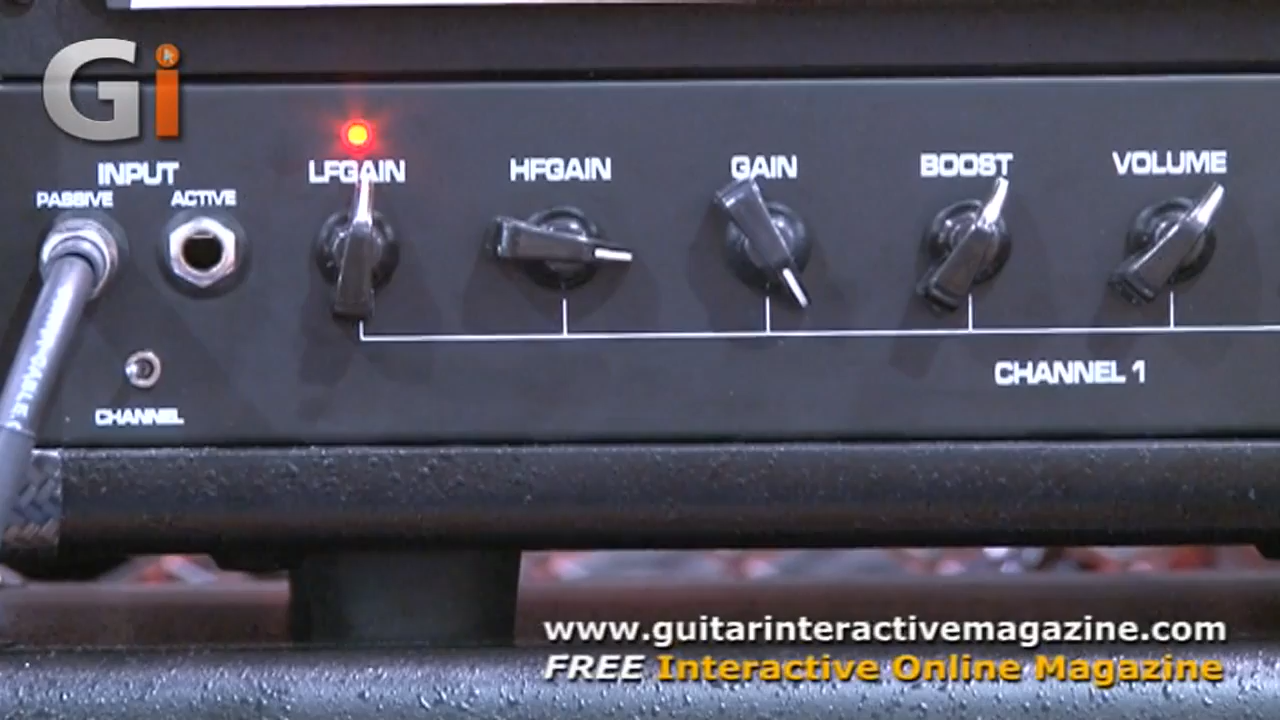 Gi
INPUT
PASSIVE
ACTIVE
LFGAIN
HFGAIN
GAIN
BOOST
VOLUME
CHANNEL
CHANNEL 1
www.guitarinteractivemagazine.com
FREE Interactive Online Magazine